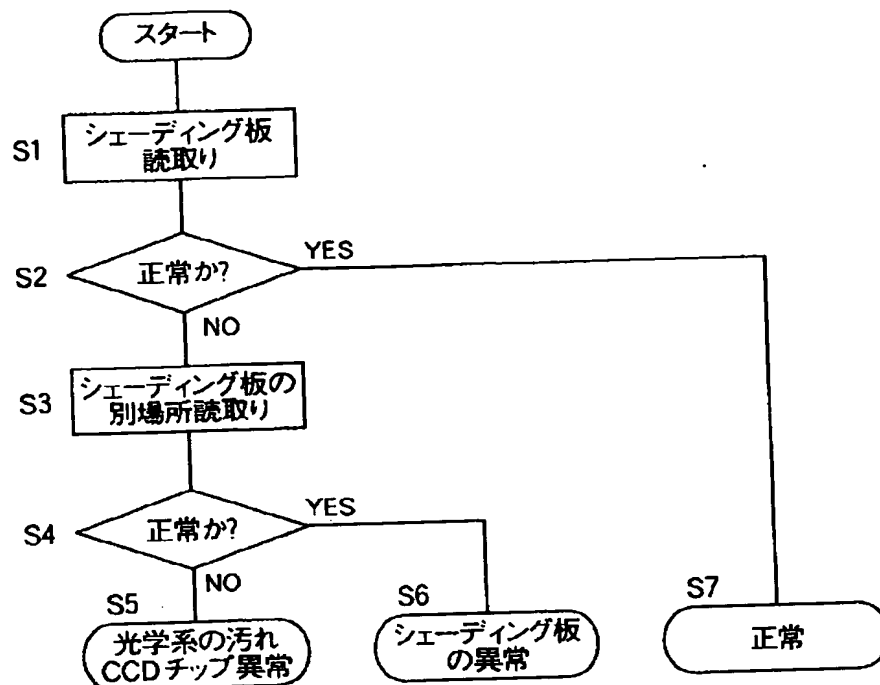 スタート
S1
シェーディング板
読取り
S2
正常か?
YES
NO
S3
シェーディング板の
別場所読取り
S4
正常か?
YES
NO
S5
光学系の汚れ
CCDチップ異常
S6
シェーディング板
の異常
S7
正常